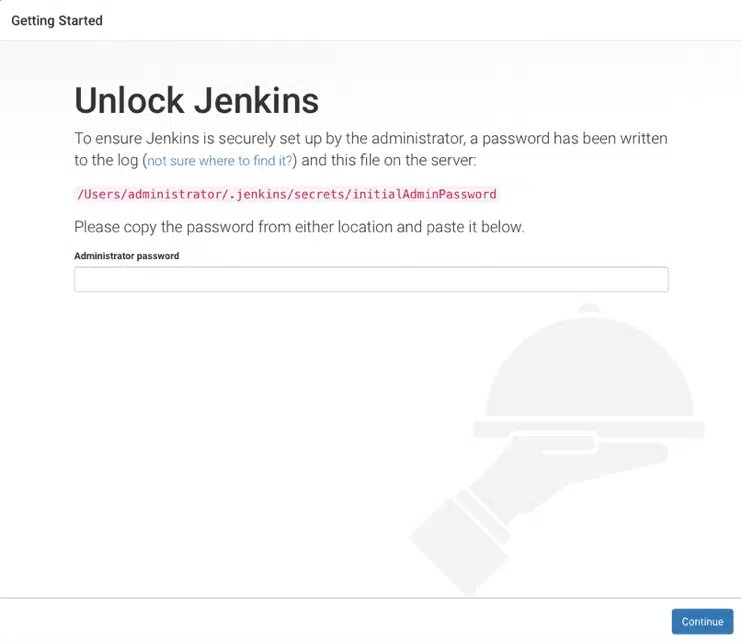 Getting Started
Unlock Jenkins
To ensure Jenkins is securely set up by the administrator, a password has been written
to the log (not sure where to find it?) and this file on the server:
/Users/administrator/.jenkins/secrets/initialAdminPassword
Please copy the password from either location and paste it below.
Administrator password
Continue